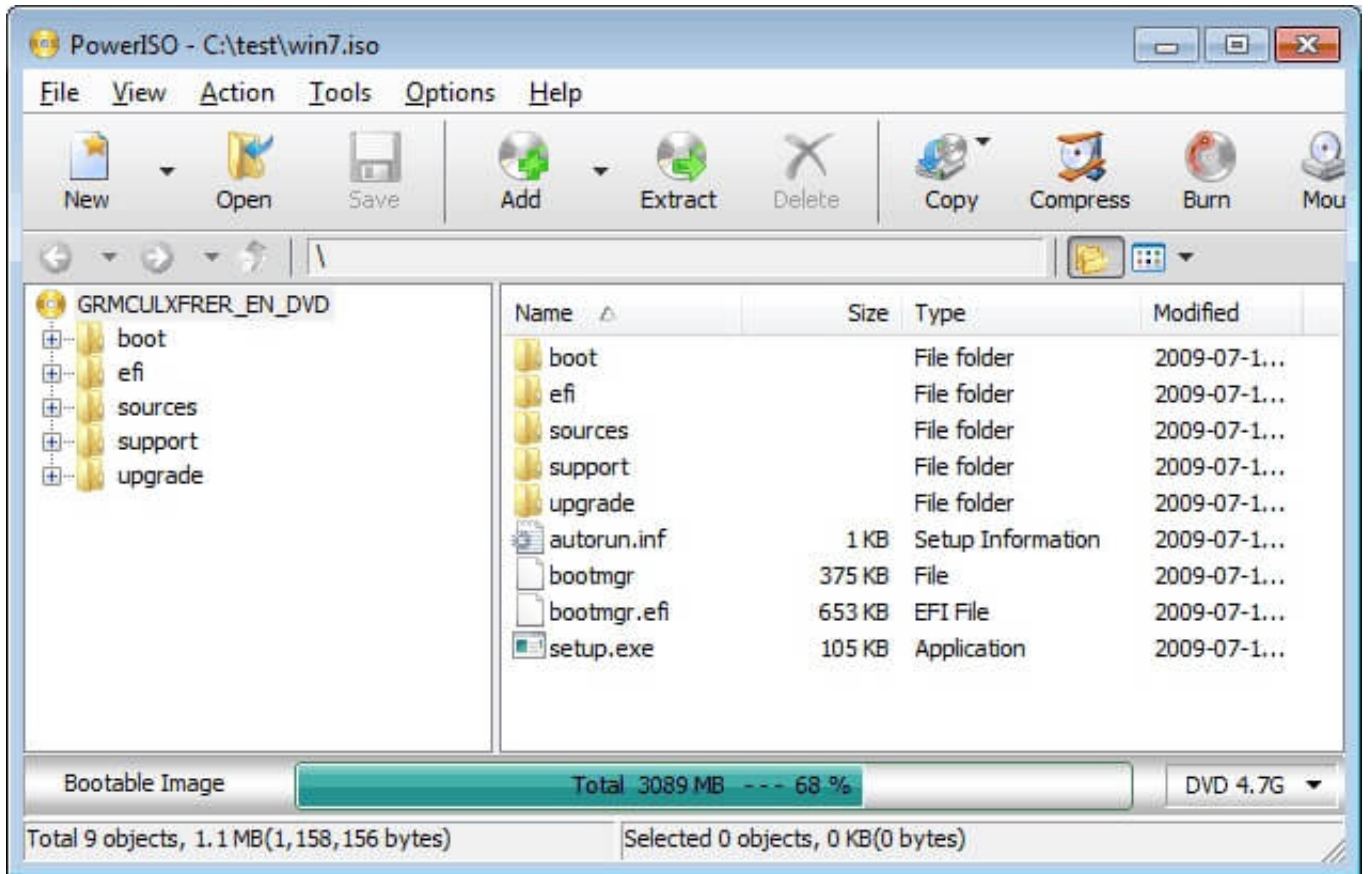 PowerISO - C:\test\win7.iso
File View Action Tools Options Help
New Open Save Add Extract Delete Copy Compress Burn Mou
\
GRMCULXFRER_EN_DVD
boot
efi
sources
support
upgrade
Name Size Type Modified
boot File folder 2009-07-1...
efi File folder 2009-07-1...
sources File folder 2009-07-1...
support File folder 2009-07-1...
upgrade File folder 2009-07-1...
autorun.inf 1 KB Setup Information 2009-07-1...
bootmgr 375 KB File 2009-07-1...
bootmgr.efi 653 KB EFI File 2009-07-1...
setup.exe 105 KB Application 2009-07-1...
Bootable Image Total 3089 MB --- 68 % DVD 4.7G
Total 9 objects, 1.1 MB(1,158,156 bytes) Selected 0 objects, 0 KB(0 bytes)